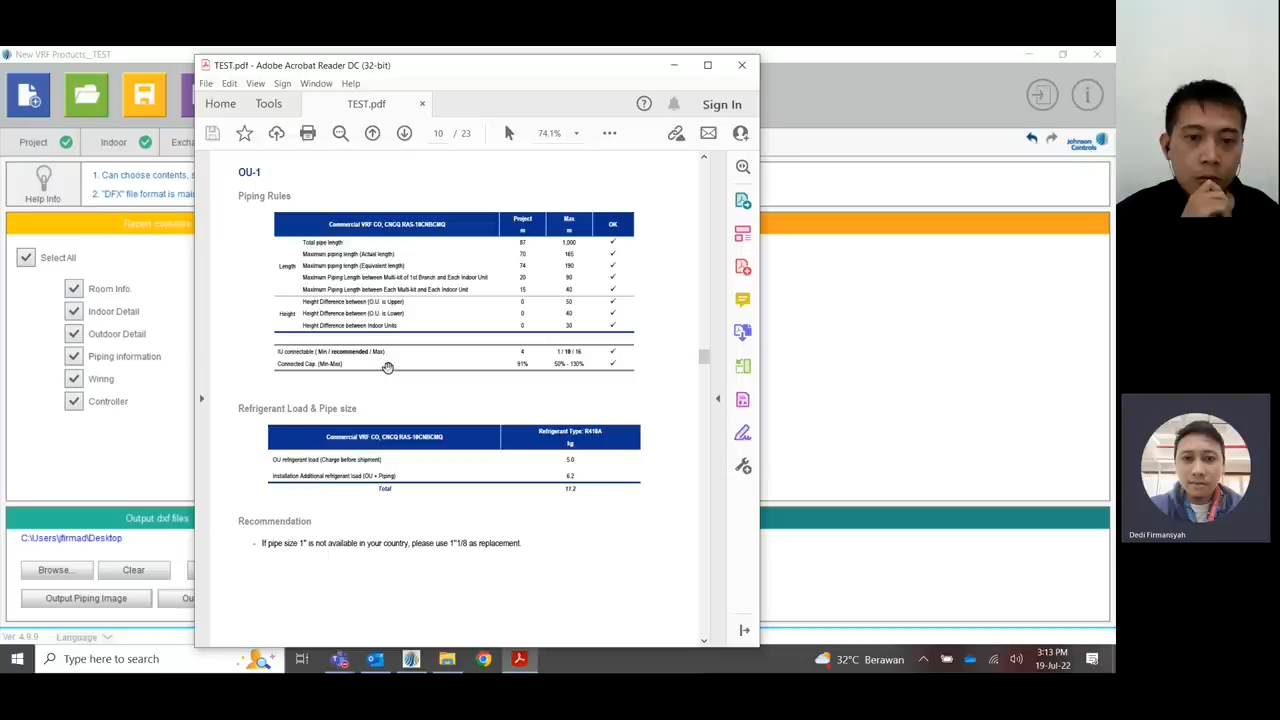 New VRF Products_TEST
TEST.pdf - Adobe Acrobat Reader DC (32-bit)
File Edit View Sign Window Help
Home Tools TEST.pdf Sign In
10 / 23 74.1%
Project Indoor Excha
Johnson Controls
Help Info
1. Can choose contents, s
2. "DFX" file format is mai
Select All
Room Info.
Indoor Detail
Outdoor Detail
Piping information
Wiring
Controller
Output dxf files
C:\Users\jfirmad\Desktop
Browse... Clear
Output Piping Image Ou
Ver. 4.9.9 Language
OU-1
Piping Rules
Commercial VRF CO, CNCQ RAS-10CNBCMQ Project m Max m OK
Total pipe length 87 1,000 ✓
Maximum piping length (Actual length) 70 165 ✓
Length Maximum piping length (Equivalent length) 74 190 ✓
Maximum Piping Length between Multi-kit of 1st Branch and Each Indoor Unit 20 90 ✓
Maximum Piping Length between Each Multi-kit and Each Indoor Unit 15 40 ✓
Height Difference between (O.U. is Upper) 0 50 ✓
Height Height Difference between (O.U. is Lower) 0 40 ✓
Height Difference between Indoor Units 0 30 ✓
IU connectable ( Min / recommended / Max) 4 1 / 10 / 16 ✓
Connected Cap. (Min-Max) 91% 50% - 130% ✓
Refrigerant Load & Pipe size
Commercial VRF CO, CNCQ RAS-10CNBCMQ Refrigerant Type: R410A kg
OU refrigerant load (Charge before shipment) 5.0
Installation Additional refrigerant load (OU + Piping) 6.2
Total 11.2
Recommendation
- If pipe size 1" is not available in your country, please use 1"1/8 as replacement.
Dedi Firmansyah
Type here to search
32°C Berawan
3:13 PM
19-Jul-22